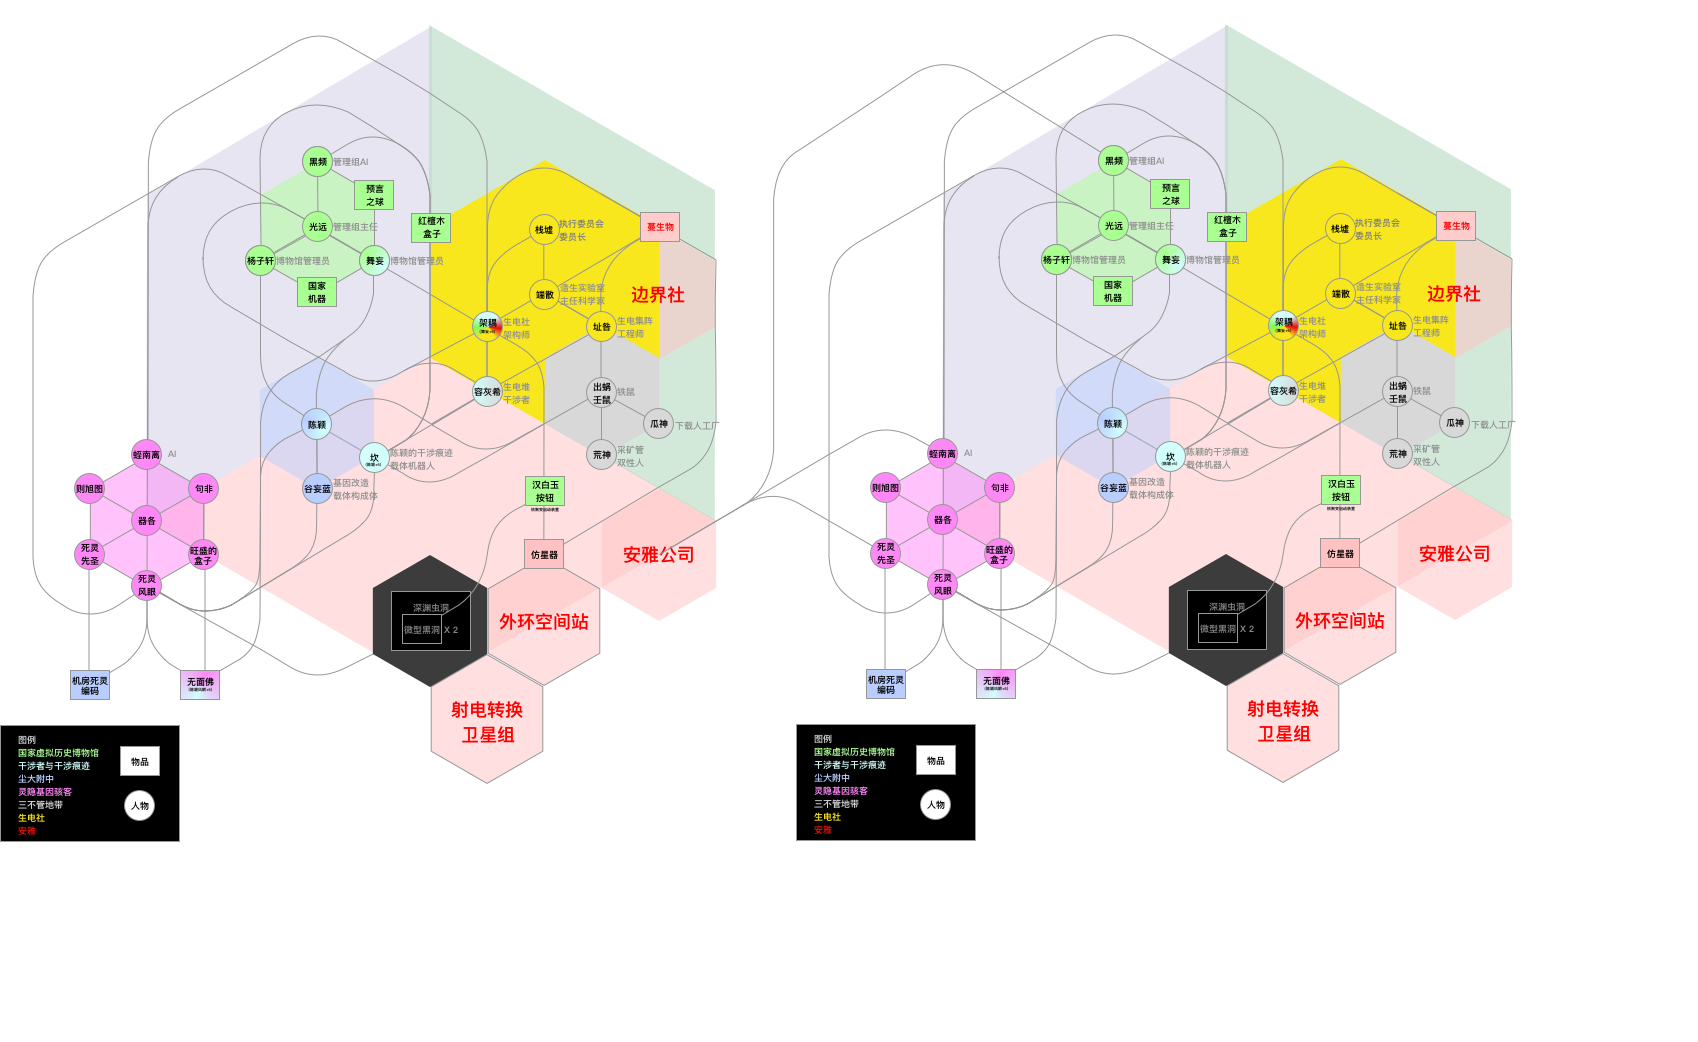 黑频
管理组AI
预言
之球
光远
管理组主任
红檀木
盒子
杨子轩
博物馆管理员
舞妄
博物馆管理员
国家
机器
栈墟
执行委员会
委员长
蔓生物
端散
造生实验室
主任科学家
边界社
架耦
生电社
架构师
址咎
生电集阵
工程师
容灰希
生电堆
干涉者
出蜗
壬鼠
铁鼠
瓜神
下载人工厂
荒神
采矿管
双性人
陈颖
坎
陈颖的干涉痕迹
载体机器人
谷妄蓝
基因改造
载体构成体
蛭南离
AI
则旭图
句非
器各
死灵
先圣
旺盛的
盒子
死灵
风眼
汉白玉
按钮
仿星器
安雅公司
深渊虫洞
微型黑洞 X 2
外环空间站
射电转换
卫星组
机房死灵
编码
无面佛
图例
国家虚拟历史博物馆
干涉者与干涉痕迹
尘大附中
灵隐基因骇客
三不管地带
生电社
安雅
物品
人物
黑频
管理组AI
预言
之球
光远
管理组主任
红檀木
盒子
杨子轩
博物馆管理员
舞妄
博物馆管理员
国家
机器
栈墟
执行委员会
委员长
蔓生物
端散
造生实验室
主任科学家
边界社
架耦
生电社
架构师
址咎
生电集阵
工程师
容灰希
生电堆
干涉者
出蜗
壬鼠
铁鼠
瓜神
下载人工厂
荒神
采矿管
双性人
陈颖
坎
陈颖的干涉痕迹
载体机器人
谷妄蓝
基因改造
载体构成体
蛭南离
AI
则旭图
句非
器各
死灵
先圣
旺盛的
盒子
死灵
风眼
汉白玉
按钮
仿星器
安雅公司
深渊虫洞
微型黑洞 X 2
外环空间站
射电转换
卫星组
机房死灵
编码
无面佛
图例
国家虚拟历史博物馆
干涉者与干涉痕迹
尘大附中
灵隐基因骇客
三不管地带
生电社
安雅
物品
人物